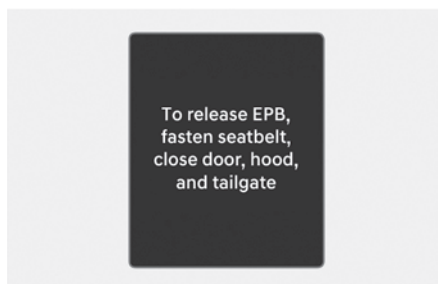 To release EPB,
fasten seatbelt,
close door, hood,
and tailgate